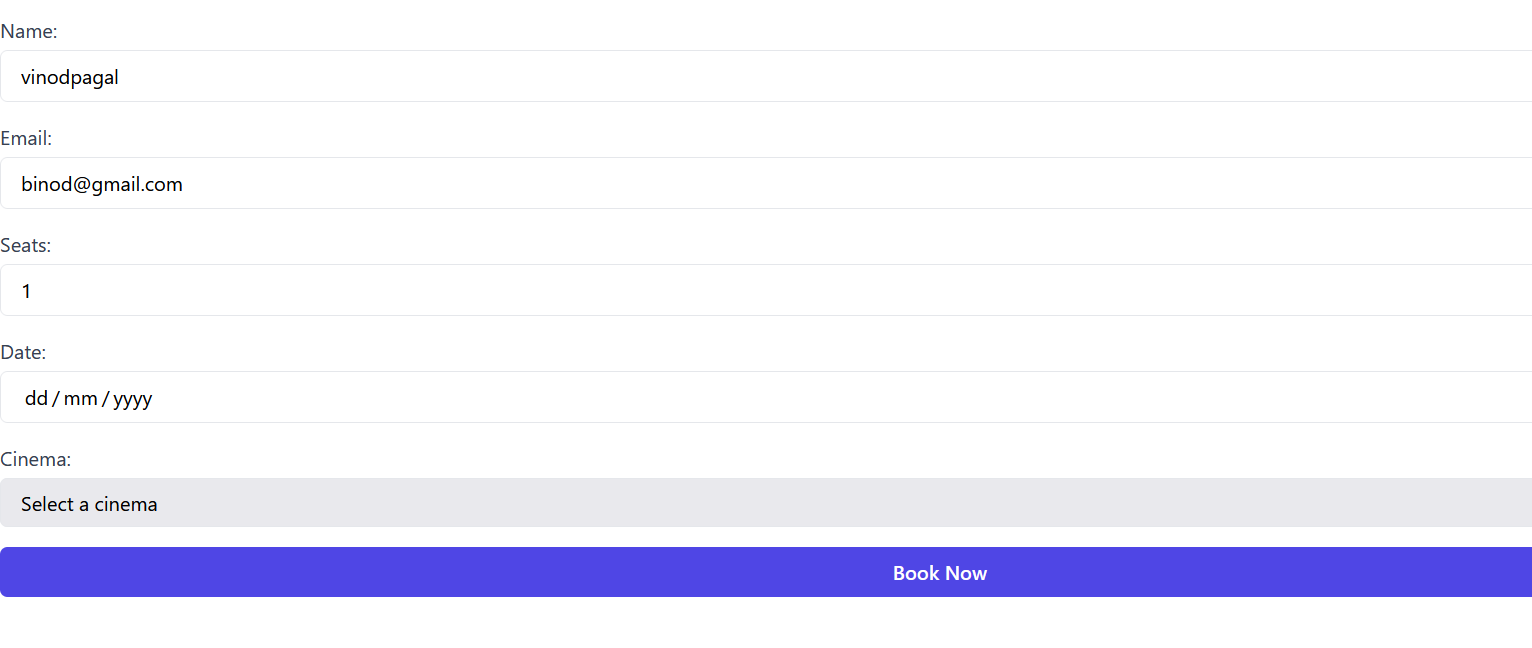 Name:
vinodpagal
Email:
binod@gmail.com
Seats:
1
Date:
dd/mm/yyyy
Cinema:
Select a cinema
Book Now